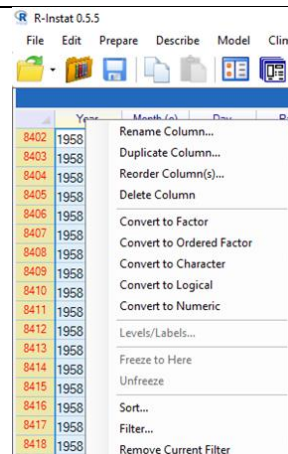 R-Instat 0.5.5
File Edit Prepare Describe Model Clim
Year Month (o) Day
8402 1958 Rename Column...
8403 1958 Duplicate Column...
8404 1958 Reorder Column(s)...
8405 1958 Delete Column
8406 1958 Convert to Factor
8407 1958 Convert to Ordered Factor
8408 1958
8409 1958 Convert to Character
8410 1958 Convert to Logical
8411 1958 Convert to Numeric
8412 1958 Levels/Labels...
8413 1958
8414 1958 Freeze to Here
8415 1958 Unfreeze
8416 1958 Sort...
8417 1958 Filter...
8418 1958 Remove Current Filter